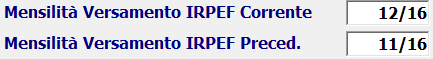 Mensilità Versamento IRPEF Corrente 12/16
Mensilità Versamento IRPEF Preced. 11/16